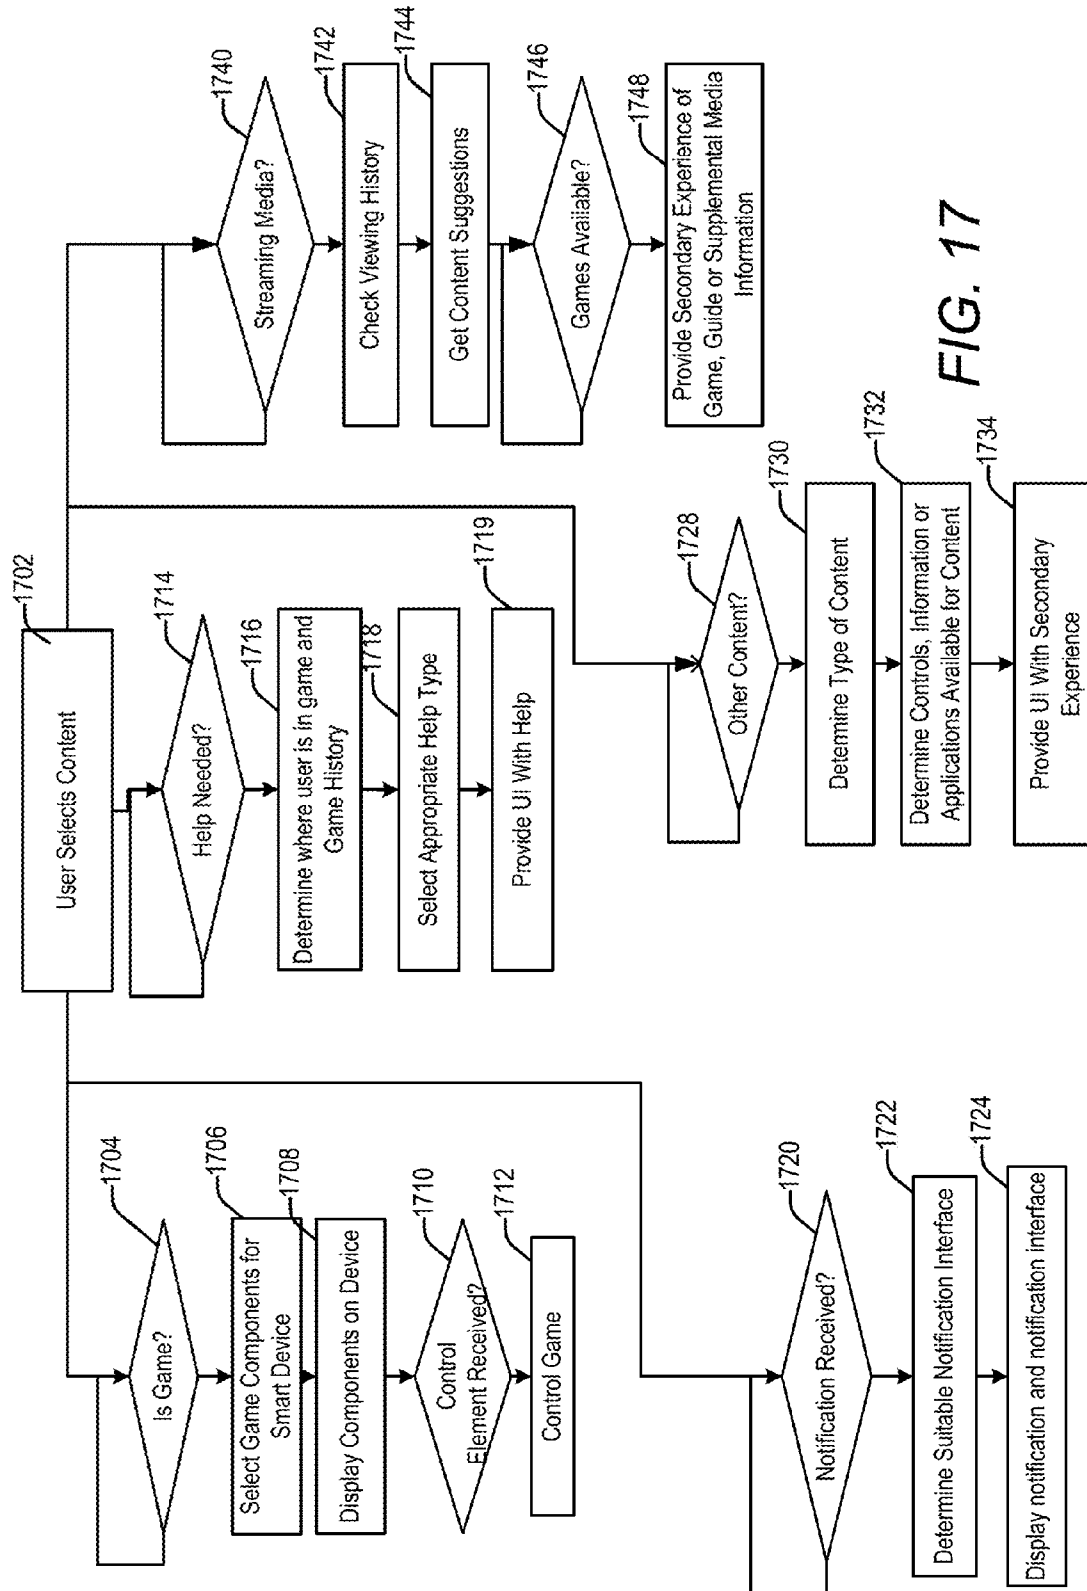 1702
User Selects Content
1704
Is Game?
1706
Select Game Components for
Smart Device
1708
Display Components on Device
1710
Control
Element Received?
1712
Control Game
1714
Help Needed?
1716
Determine where user is in game and
Game History
1718
Select Appropriate Help Type
1719
Provide UI With Help
1720
Notification Received?
1722
Determine Suitable Notification Interface
1724
Display notification and notification interface
1728
Other Content?
1730
Determine Type of Content
1732
Determine Controls, Information or
Applications Available for Content
1734
Provide UI With Secondary
Experience
1740
Streaming Media?
1742
Check Viewing History
1744
Get Content Suggestions
1746
Games Available?
1748
Provide Secondary Experience of
Game, Guide or Supplemental Media
Information
FIG. 17